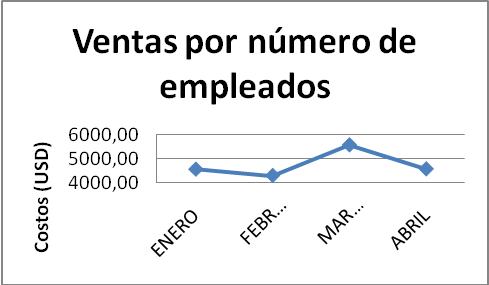 Ventas por número de
empleados
Costos (USD)
6000,00
5000,00
4000,00
ENERO
FEBR...
MAR...
ABRIL